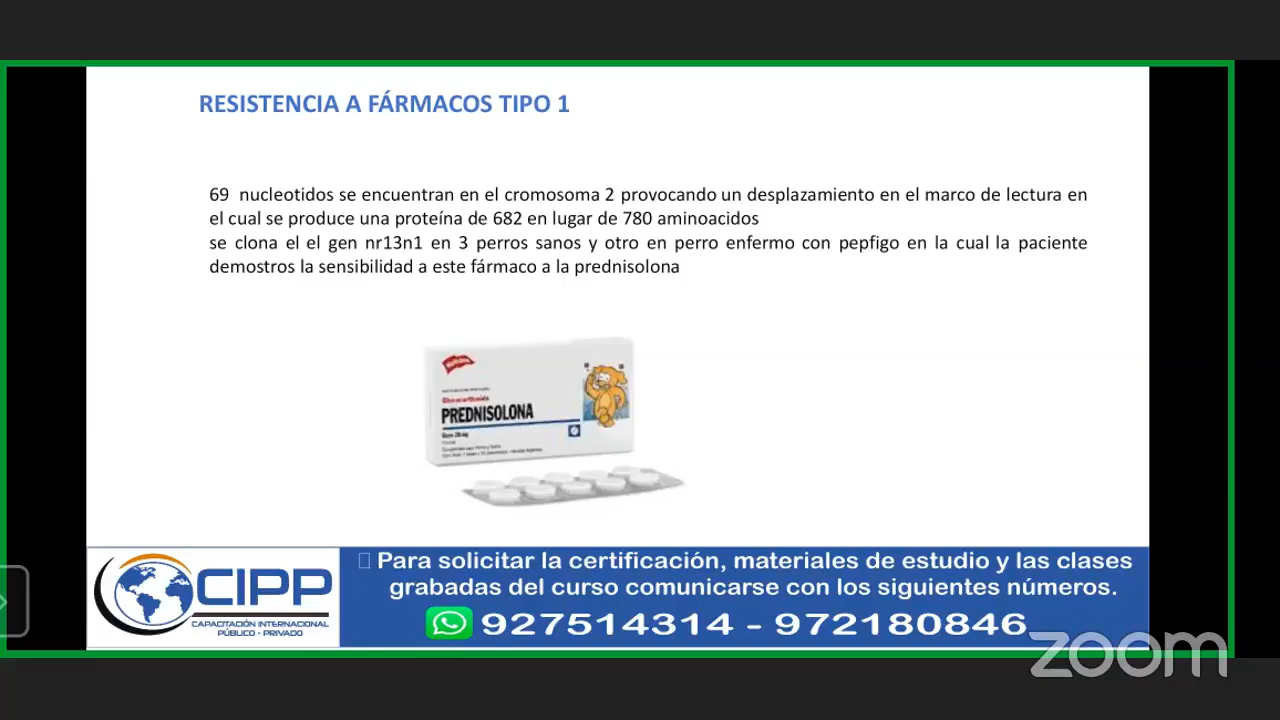 RESISTENCIA A FÁRMACOS TIPO 1
69 nucleotidos se encuentran en el cromosoma 2 provocando un desplazamiento en el marco de lectura en
el cual se produce una proteína de 682 en lugar de 780 aminoacidos
se clona el el gen nr13n1 en 3 perros sanos y otro en perro enfermo con pepfigo en la cual la paciente
demostros la sensibilidad a este fármaco a la prednisolona
Glucocorticoide
PREDNISOLONA
CIPP
CAPACITACIÓN INTERNACIONAL
PÚBLICO - PRIVADO
Para solicitar la certificación, materiales de estudio y las clases
grabadas del curso comunicarse con los siguientes números.
927514314 - 972180846
zoom